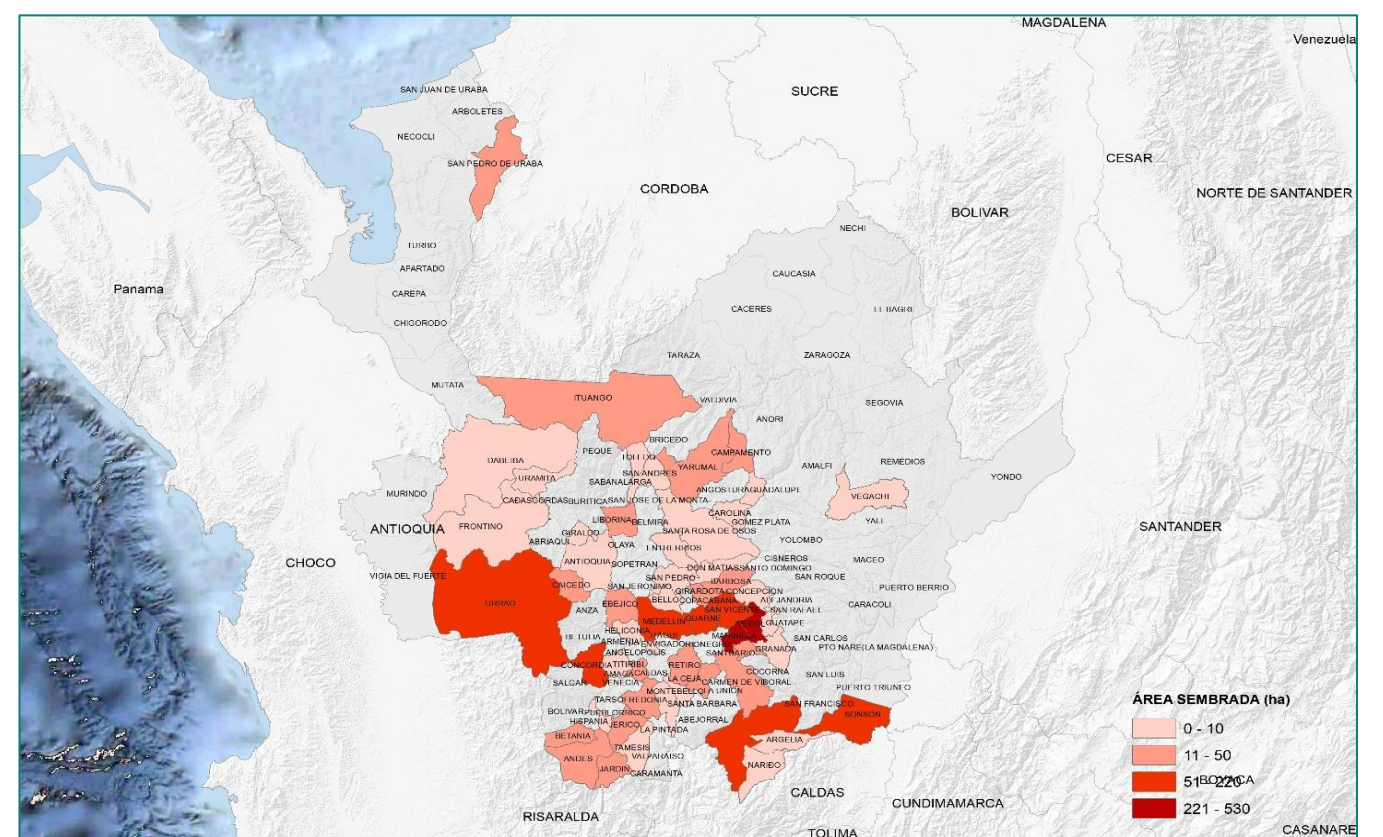 MAGDALENA
Venezuela
SAN JUAN DE URABA
SUCRE
ARBOLETES
NECOCLI
CESAR
SAN PEDRO DE URABA
CORDOBA
NORTE DE SANTANDER
BOLIVAR
NECHI
TURBO
APARTADO
CAUCASIA
Panama
CAREPA
CACERES
CHIGORODO
TARAZA
ZARAGOZA
MUTATA
ITUANGO
VALDIVIA
SEGOVIA
ANORI
BRICEDO
PEQUE
CAMPAMENTO
DABEIBA
TOLEDO
YARUMAL
AMALFI
REMEDIOS
SAN ANDRES
URAMITA
SABANALARGA
YONDO
MURINDO
ANGOSTURA
GUADALUPE
VEGACHI
CADASGORDAS
BURITICA
SAN JOSE DE LA MONTA
CAROLINA
LIBORINA
BELMIRA
GOMEZ PLATA
YALI
ANTIOQUIA
FRONTINO
SANTA ROSA DE OSOS
SANTANDER
GIRALDO
ABRIAQUI
OLAYA
ENTRERRIOS
YOLOMBO
CHOCO
ANTIOQUIA
SOPETRAN
CISNEROS
MACEO
DON MATIAS
SANTO DOMINGO
VIGIA DEL FUERTE
SAN PEDRO
SAN ROQUE
CAICEDO
SAN JERONIMO
BARBOSA
PUERTO BERRIO
GIRARDOTA
CONCEPCION
URRAO
ANZA
EBEJICO
BELLO
COPACABANA
ALEJANDRIA
CARACOLI
SAN VICENTE
SAN RAFAEL
MEDELLIN
GUARNE
GUATAPE
HELICONIA
MARINILLA
BETULIA
ARMENIA
ITAGUI
SAN CARLOS
ENVIGADO
RIONEGRO
GRANADA
PTO NARE(LA MAGDALENA)
ANGELOPOLIS
SANTUARIO
CONCORDIA
TITIRIBI
RETIRO
AMAGA
CALDAS
COCORNA
SAN LUIS
SALGAR
VENECIA
LA CEJA
CARMEN DE VIBORAL
PUERTO TRIUNFO
MONTEBELLO
LA UNION
TARSO
FREDONIA
SANTA BARBARA
SAN FRANCISCO
ÁREA SEMBRADA (ha)
BOLIVAR
PUEBLORRICO
SONSON
HISPANIA
JERICO
ABEJORRAL
LA PINTADA
0 - 10
BETANIA
ARGELIA
TAMESIS
11 - 50
ANDES
VALPARAISO
JARDIN
CARAMANTA
NARIÐO
51 - 220
BOYACA
CALDAS
CUNDIMAMARCA
221 - 530
RISARALDA
TOLIMA
CASANARE